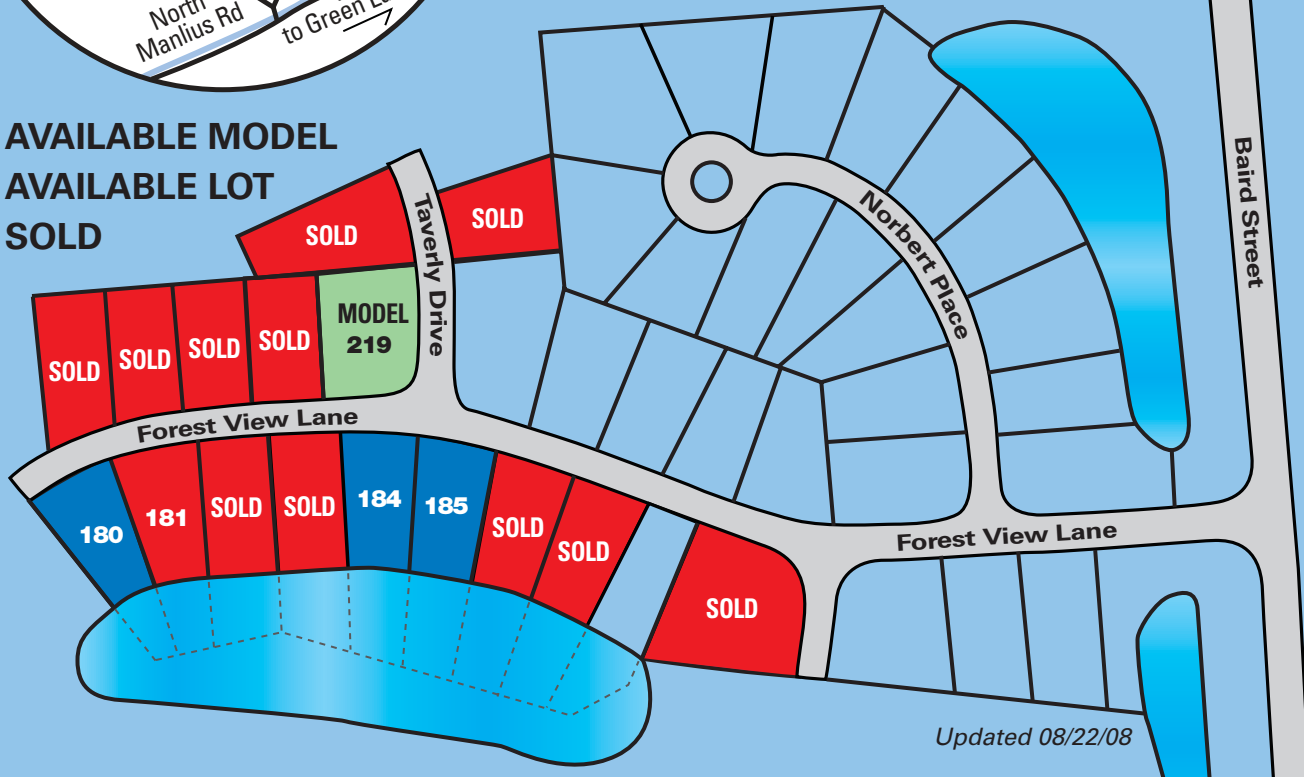 North
Manlius Rd
to Green La
AVAILABLE MODEL
AVAILABLE LOT
SOLD
Taverly Drive
SOLD
SOLD
Norbert Place
Baird Street
SOLD
SOLD
SOLD
SOLD
MODEL
219
Forest View Lane
180
181
SOLD
SOLD
184
185
SOLD
SOLD
SOLD
Forest View Lane
Updated 08/22/08